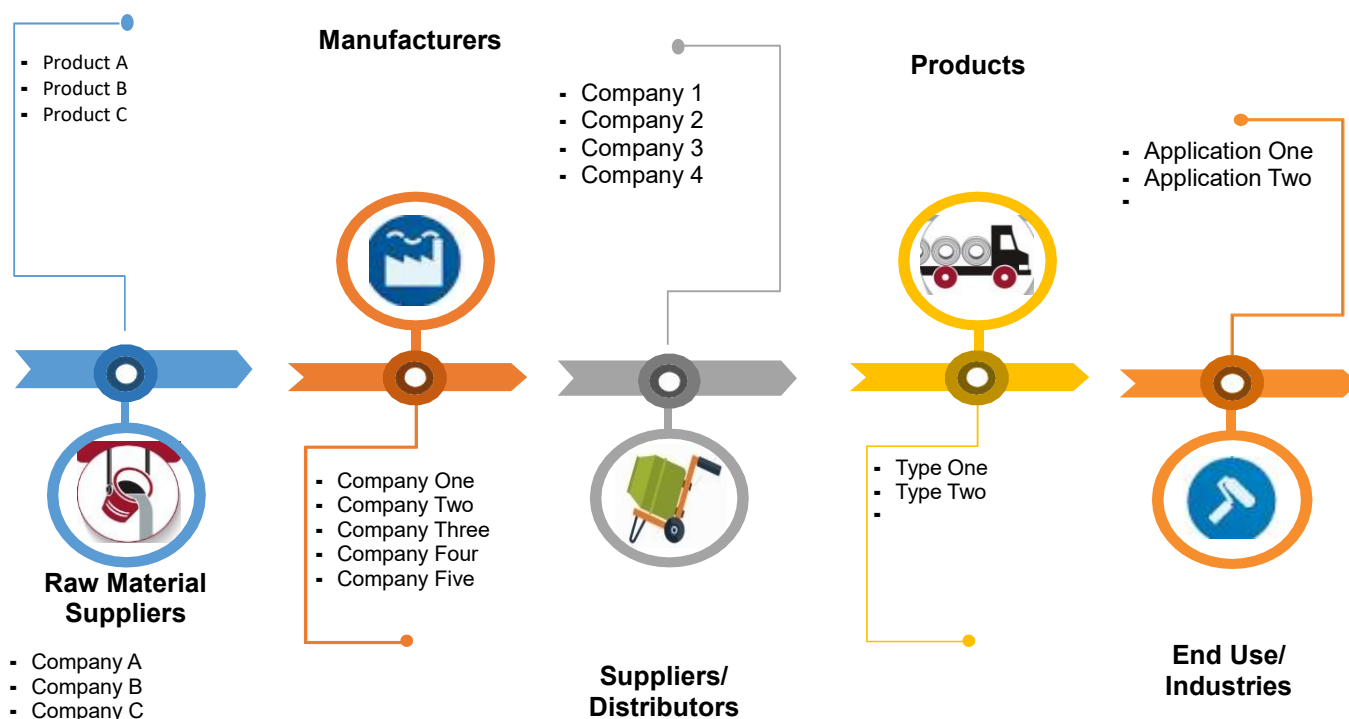 - Product A
- Product B
- Product C
Raw Material
Suppliers
- Company A
- Company B
- Company C
Manufacturers
- Company One
- Company Two
- Company Three
- Company Four
- Company Five
- Company 1
- Company 2
- Company 3
- Company 4
Suppliers/
Distributors
Products
- Type One
- Type Two
-
- Application One
- Application Two
-
End Use/
Industries